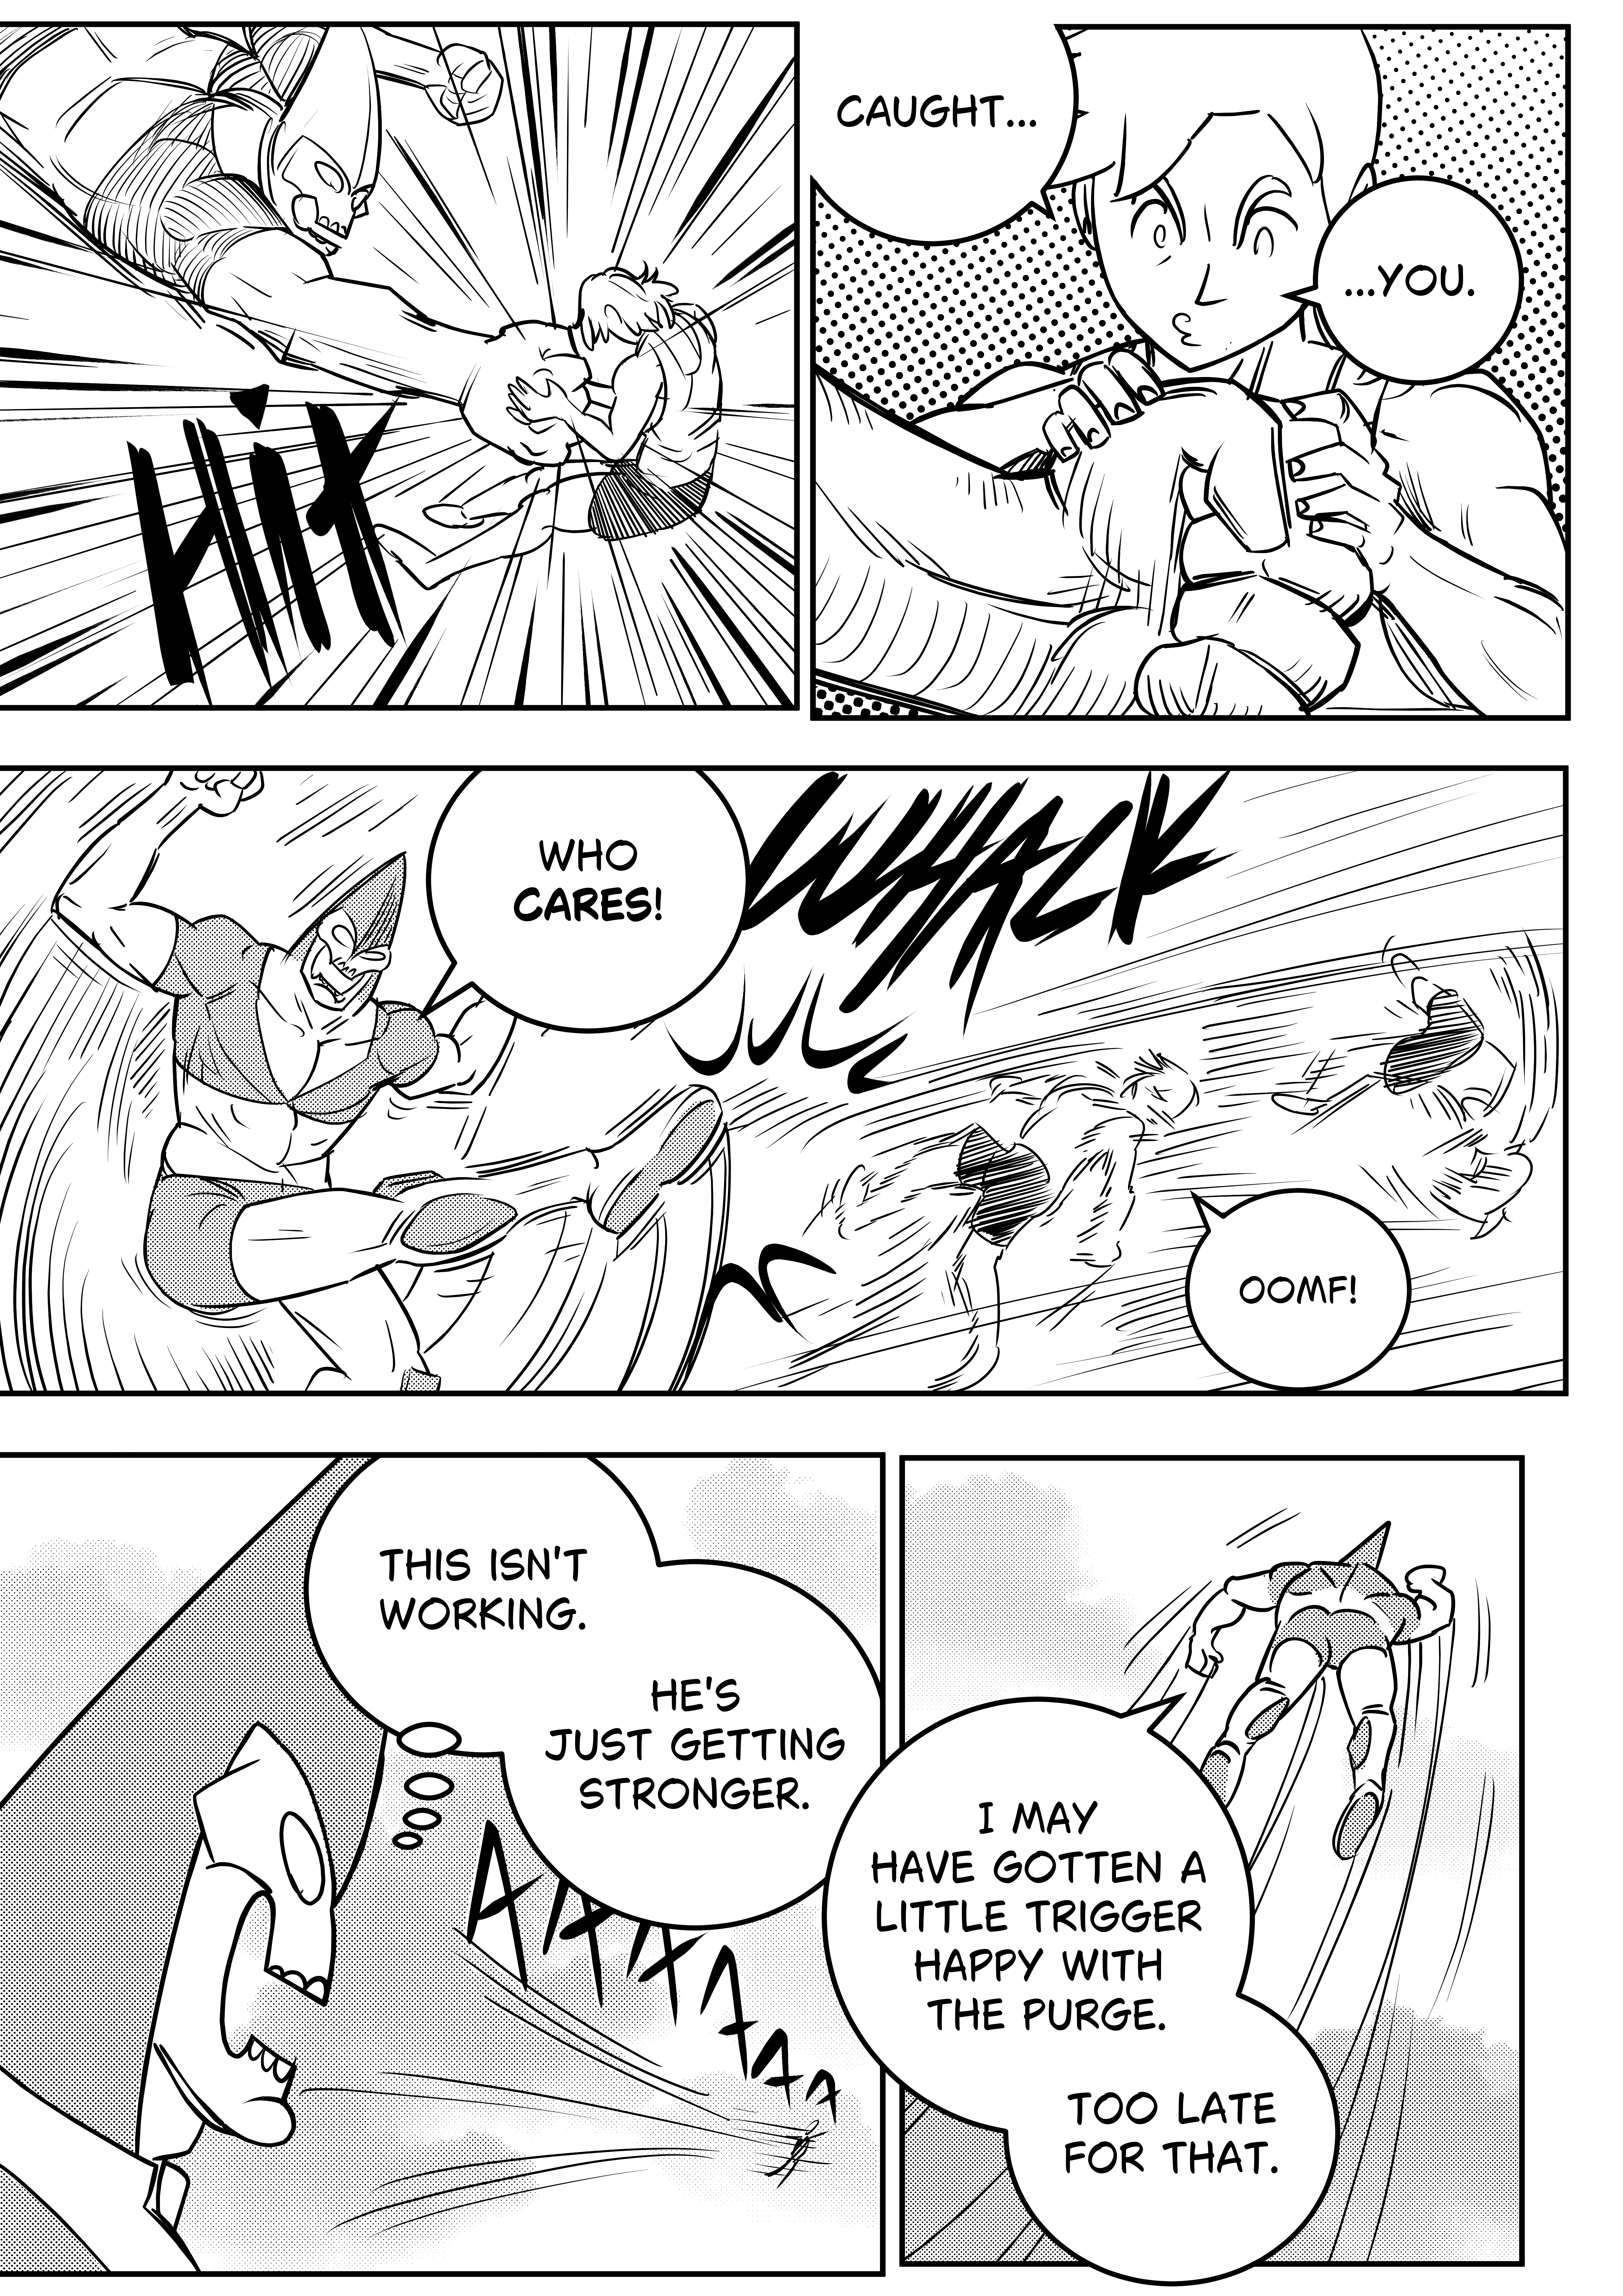 HIT
CAUGHT...
...YOU.
WHO
CARES!
WHACK
OOMF!
THIS ISN'T
WORKING.
HE'S
JUST GETTING
STRONGER.
I MAY
HAVE GOTTEN A
LITTLE TRIGGER
HAPPY WITH
THE PURGE.
TOO LATE
FOR THAT.